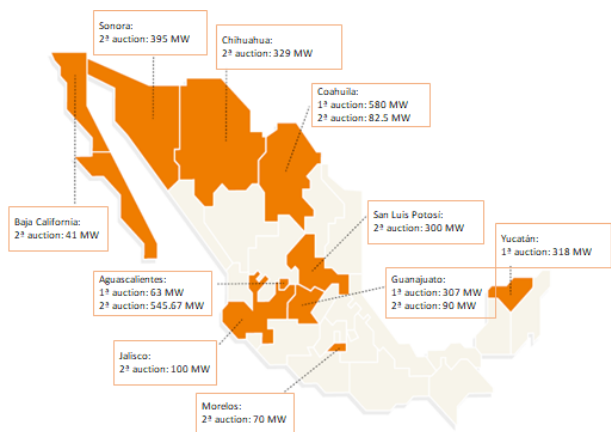 Sonora:
2ª auction: 395 MW
Chihuahua:
2ª auction: 329 MW
Coahuila:
1ª auction: 580 MW
2ª auction: 82.5 MW
Baja California:
2ª auction: 41 MW
San Luis Potosí:
2ª auction: 300 MW
Yucatán:
1ª auction: 318 MW
Aguascalientes:
1ª auction: 63 MW
2ª auction: 545.67 MW
Guanajuato:
1ª auction: 307 MW
2ª auction: 90 MW
Jalisco:
2ª auction: 100 MW
Morelos:
2ª auction: 70 MW